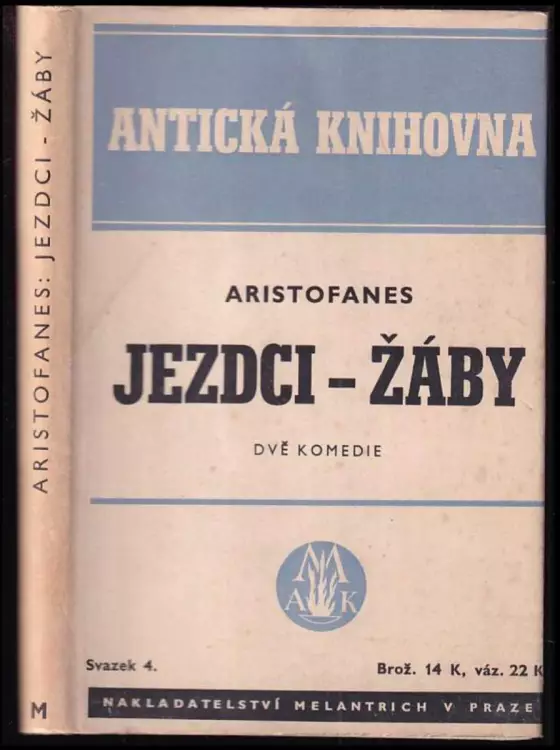 ARISTOFANES: JEZDCI - ŽÁBY
M
ANTICKÁ KNIHOVNA
ARISTOFANES
JEZDCI - ŽÁBY
DVĚ KOMEDIE
M
A K
Svazek 4.
Brož. 14 K, váz. 22 K
NAKLADATELSTVÍ MELANTRICH V PRAZE